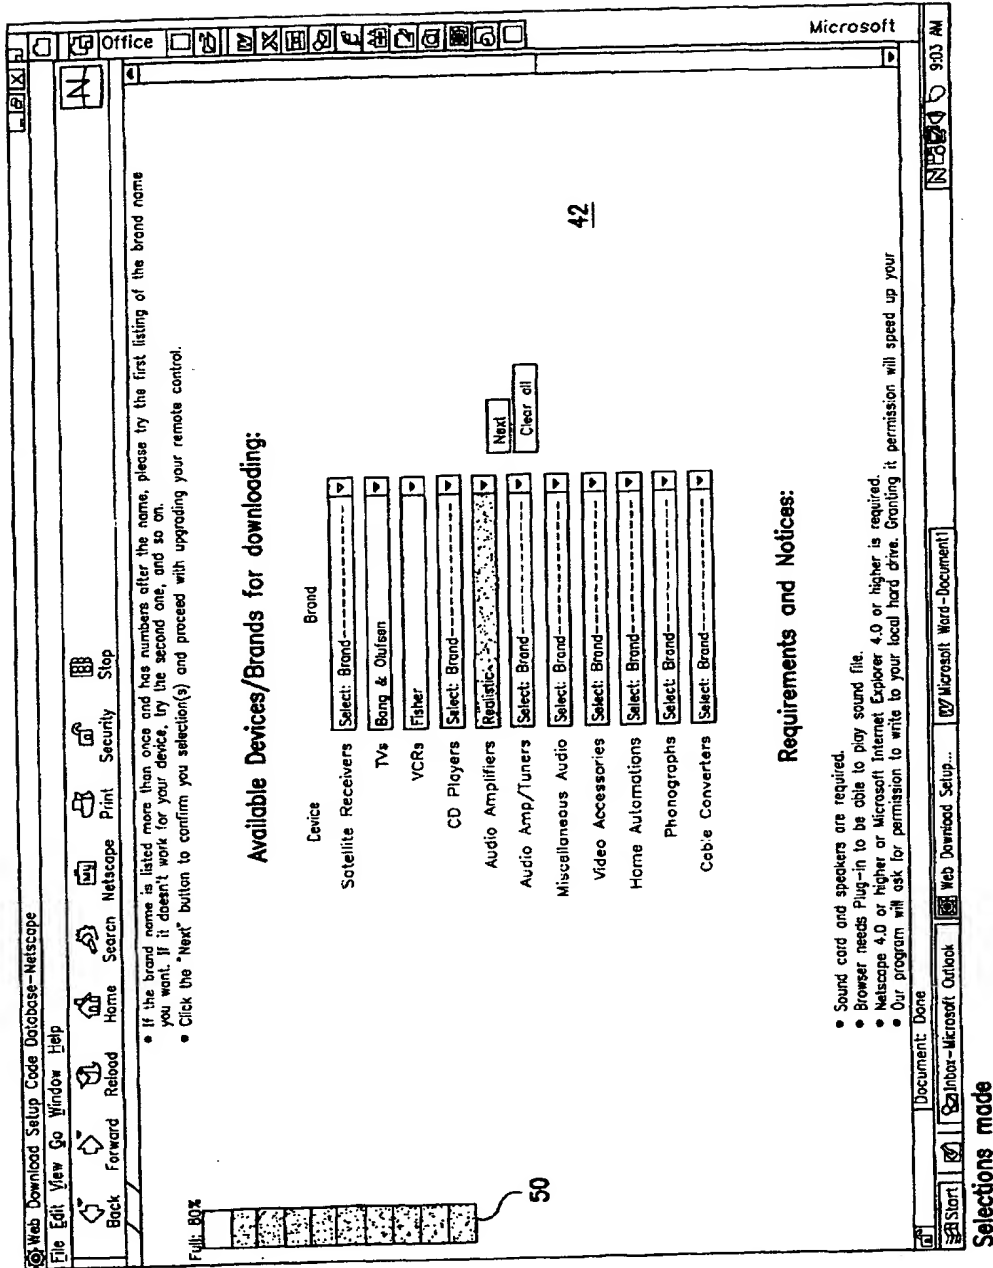 Web Download Setup Code Database–Netscape
File Edit View Go Window Help
Back Forward Reload Home Search Netscape Print Security Stop
N
Office
Microsoft
Full: 80%
50
• If the brand name is listed more than once and has numbers after the name, please try the first listing of the brand name
you want. If it doesn't work for your device, try the second one, and so on.
• Click the "Next" button to confirm you selection(s) and proceed with upgrading your remote control.
Available Devices/Brands for downloading:
Device Brand
Satellite Receivers Select: Brand
TVs Bang & Olufsen
VCRs Fisher
CD Players Select: Brand
Audio Amplifiers Realistic
Next
Audio Amp/Tuners Select: Brand
Clear all
Miscellaneous Audio Select: Brand
42
Video Accessories Select: Brand
Home Automations Select: Brand
Phonographs Select: Brand
Cable Converters Select: Brand
Requirements and Notices:
• Sound card and speakers are required.
• Browser needs Plug-in to be able to play sound file.
• Netscape 4.0 or higher or Microsoft Internet Explorer 4.0 or higher is required.
• Our program will ask for permission to write to your local hard drive. Granting it permission will speed up your
Document: Done
Start Inbox–Microsoft Outlook Web Download Setup... Microsoft Word–Document1 9:03 AM
Selections made